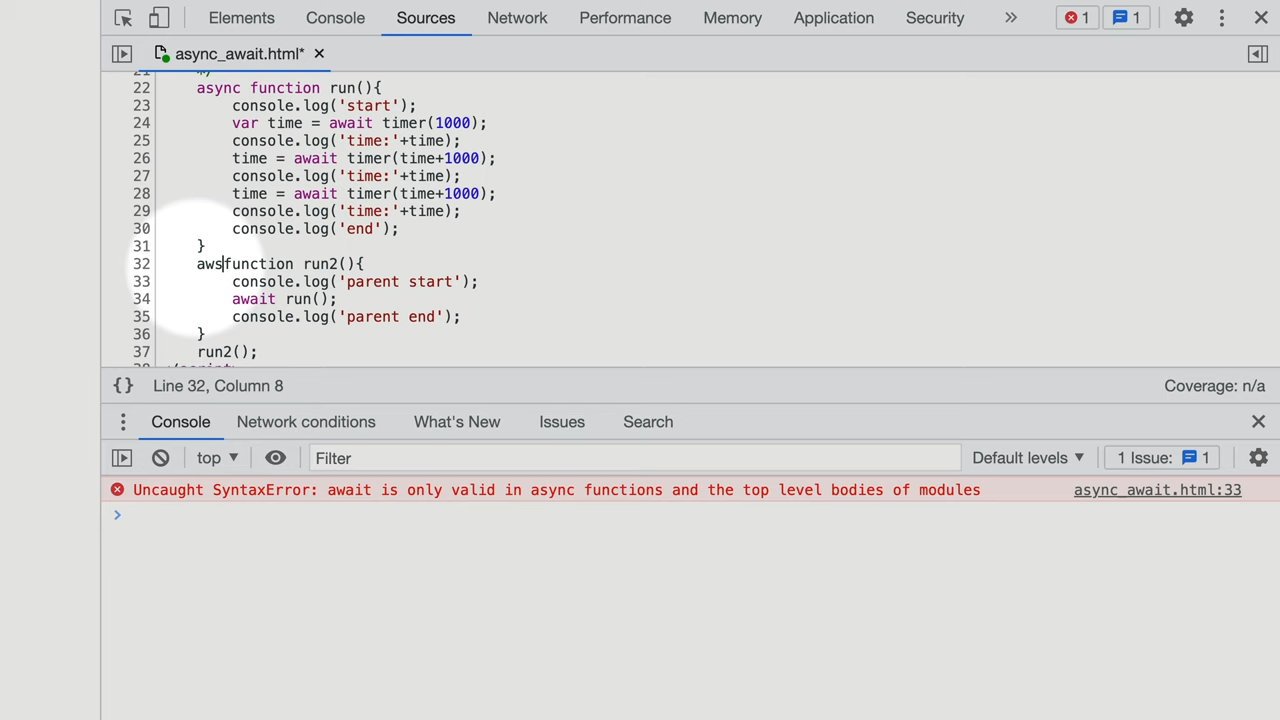 Elements Console Sources Network Performance Memory Application Security » 1 1
async_await.html*
21 */
22 async function run(){
23 console.log('start');
24 var time = await timer(1000);
25 console.log('time:'+time);
26 time = await timer(time+1000);
27 console.log('time:'+time);
28 time = await timer(time+1000);
29 console.log('time:'+time);
30 console.log('end');
31 }
32 awsfunction run2(){
33 console.log('parent start');
34 await run();
35 console.log('parent end');
36 }
37 run2();
38 </script>
{} Line 32, Column 8 Coverage: n/a
Console Network conditions What's New Issues Search
top Filter Default levels 1 Issue: 1
Uncaught SyntaxError: await is only valid in async functions and the top level bodies of modules async_await.html:33